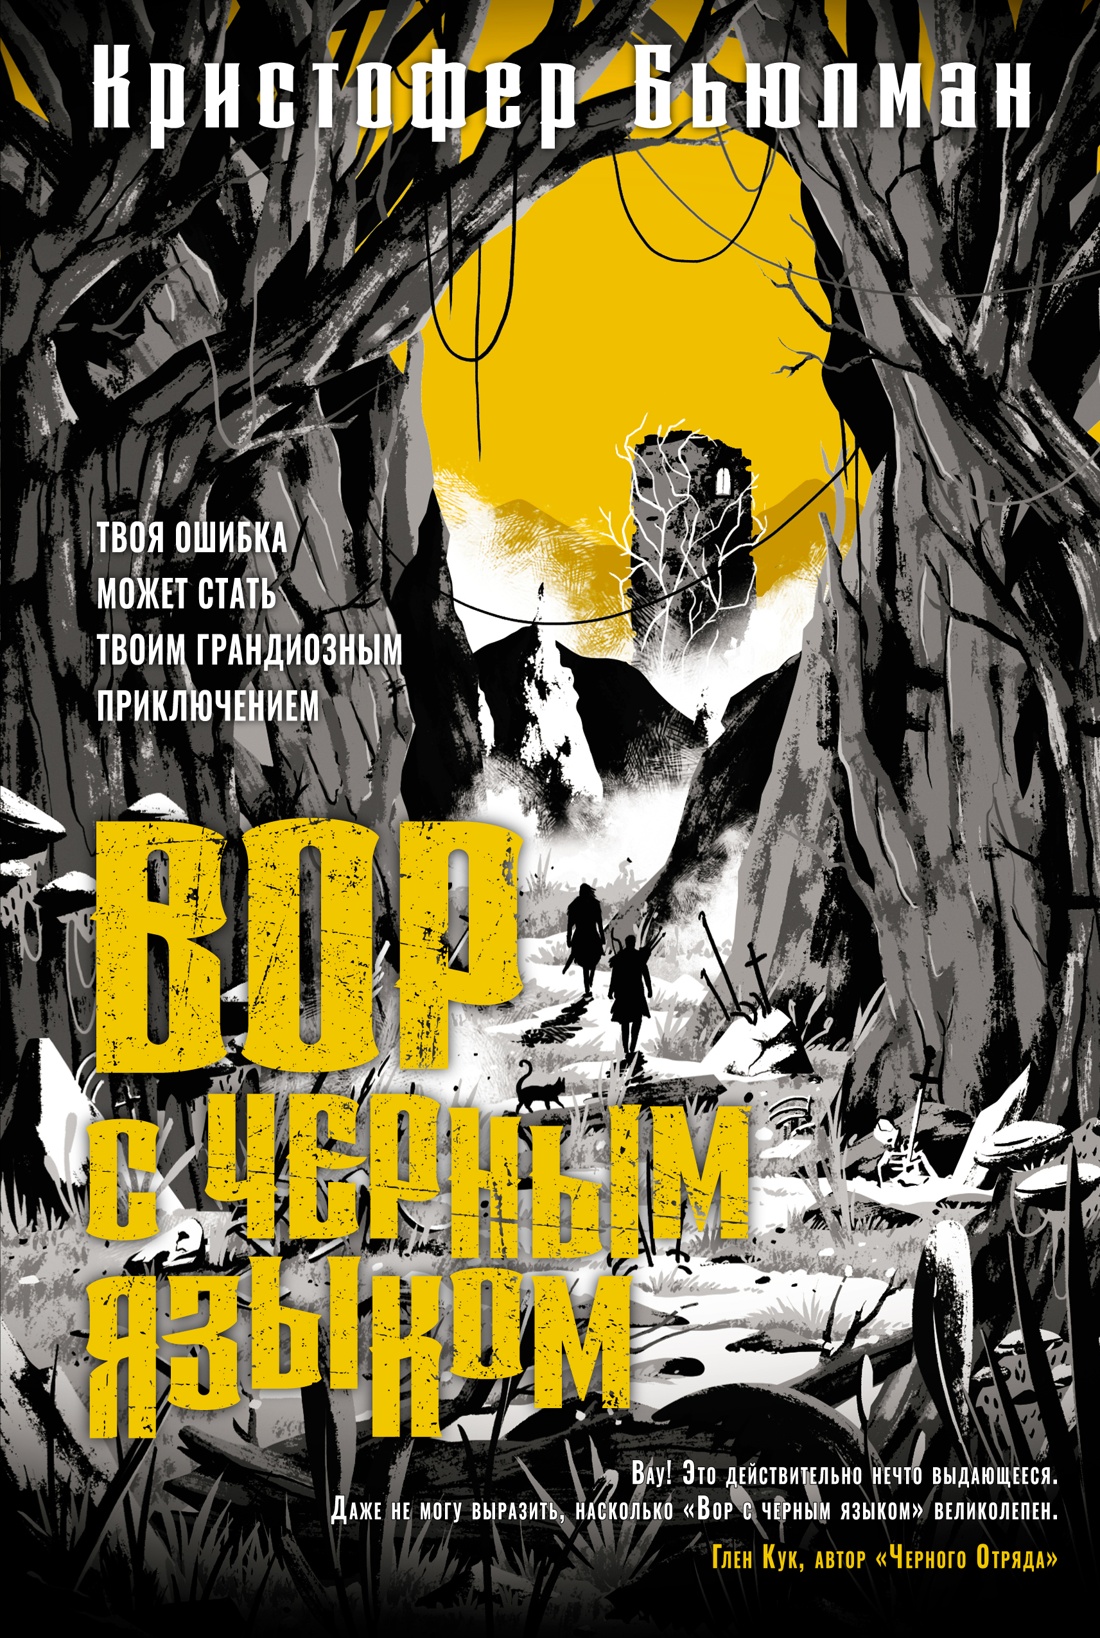 Кристофер Бьюлман
ТВОЯ ОШИБКА
МОЖЕТ СТАТЬ
ТВОИМ ГРАНДИОЗНЫМ
ПРИКЛЮЧЕНИЕМ
ВОР
С ЧЕРНЫМ
ЯЗЫКОМ
Вау! Это действительно нечто выдающееся.
Даже не могу выразить, насколько «Вор с черным языком» великолепен.
Глен Кук, автор «Черного Отряда»